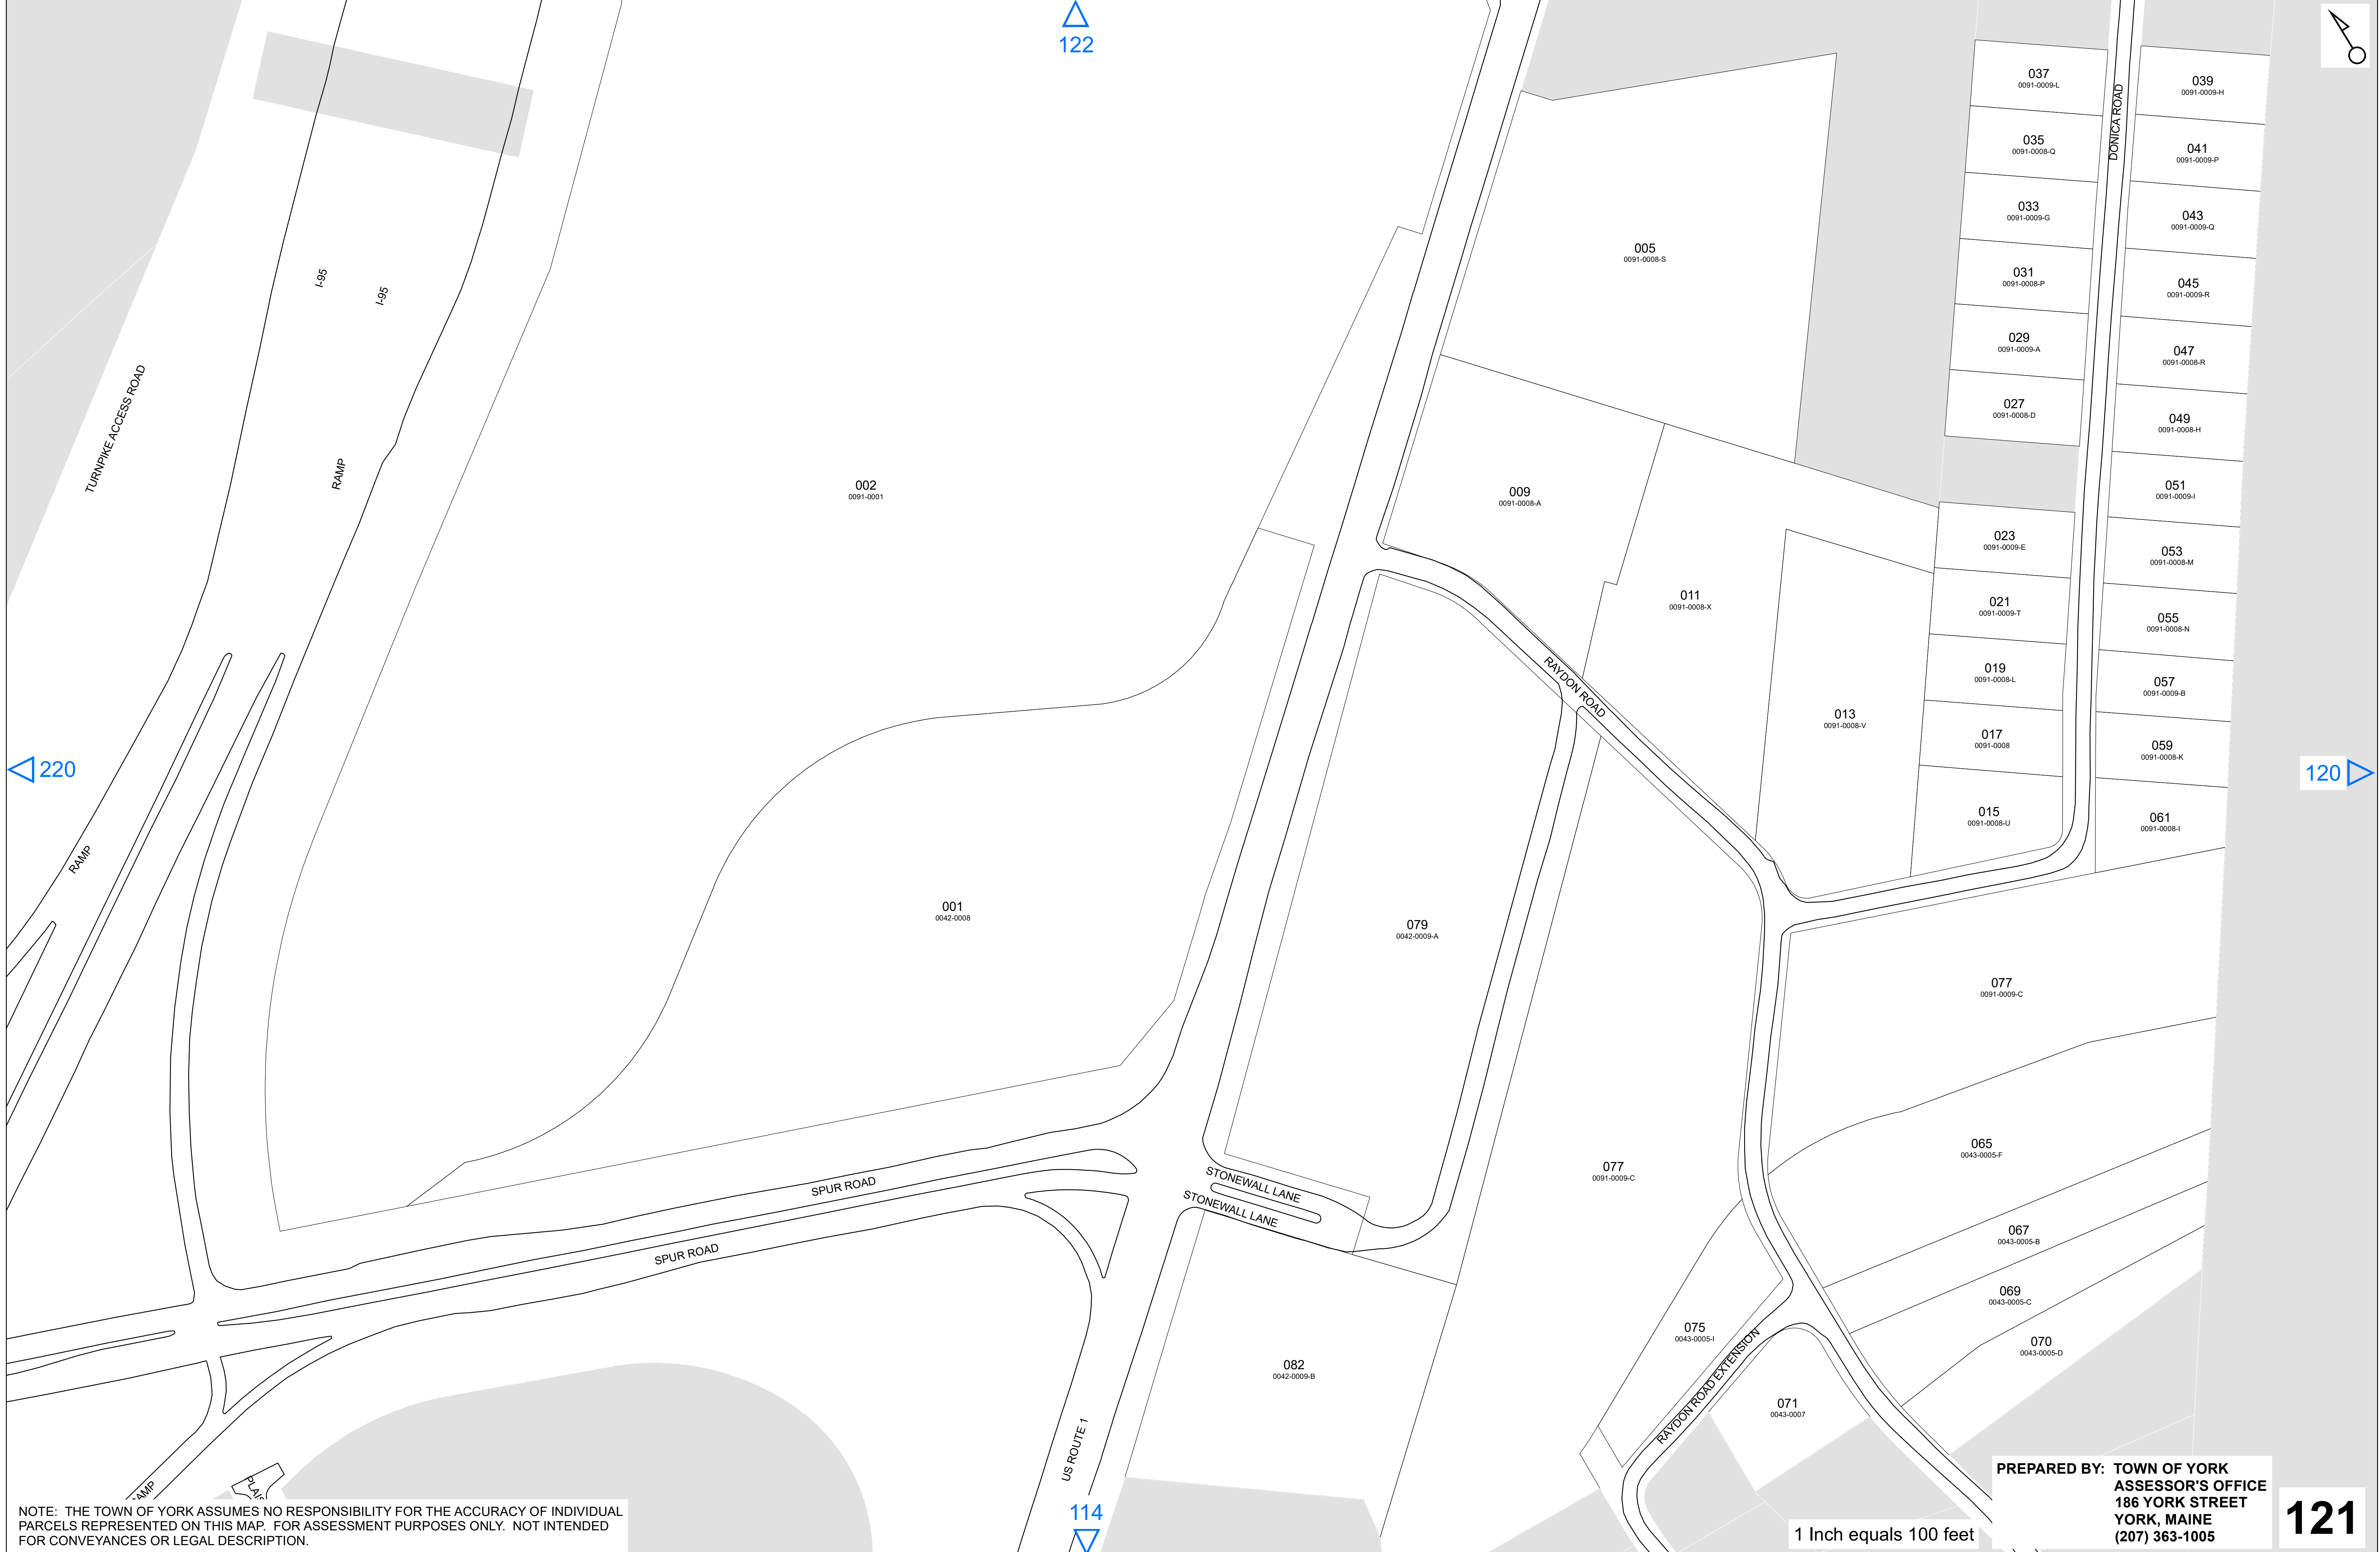 122
037
0091-0009-L
039
0091-0009-H
DONICA ROAD
035
0091-0008-Q
041
0091-0009-P
033
0091-0009-G
043
0091-0009-Q
005
0091-0008-S
I-95
I-95
031
0091-0008-P
045
0091-0009-R
029
0091-0009-A
047
0091-0008-R
TURNPIKE ACCESS ROAD
027
0091-0008-D
049
0091-0008-H
RAMP
002
0091-0001
009
0091-0008-A
051
0091-0009-I
023
0091-0009-E
053
0091-0008-M
011
0091-0008-X
021
0091-0009-T
055
0091-0008-N
RAYDON ROAD
019
0091-0008-L
057
0091-0009-B
013
0091-0008-V
017
0091-0008
059
0091-0008-K
220
120
015
0091-0008-U
061
0091-0008-I
RAMP
001
0042-0008
079
0042-0009-A
077
0091-0009-C
065
0043-0005-F
077
0091-0009-C
STONEWALL LANE
STONEWALL LANE
SPUR ROAD
SPUR ROAD
067
0043-0005-B
069
0043-0005-C
075
0043-0005-I
070
0043-0005-D
RAYDON ROAD EXTENSION
082
0042-0009-B
071
0043-0007
US ROUTE 1
114
NOTE: THE TOWN OF YORK ASSUMES NO RESPONSIBILITY FOR THE ACCURACY OF INDIVIDUAL
PARCELS REPRESENTED ON THIS MAP. FOR ASSESSMENT PURPOSES ONLY. NOT INTENDED
FOR CONVEYANCES OR LEGAL DESCRIPTION.
1 Inch equals 100 feet
PREPARED BY: TOWN OF YORK
ASSESSOR'S OFFICE
186 YORK STREET
YORK, MAINE
(207) 363-1005
121